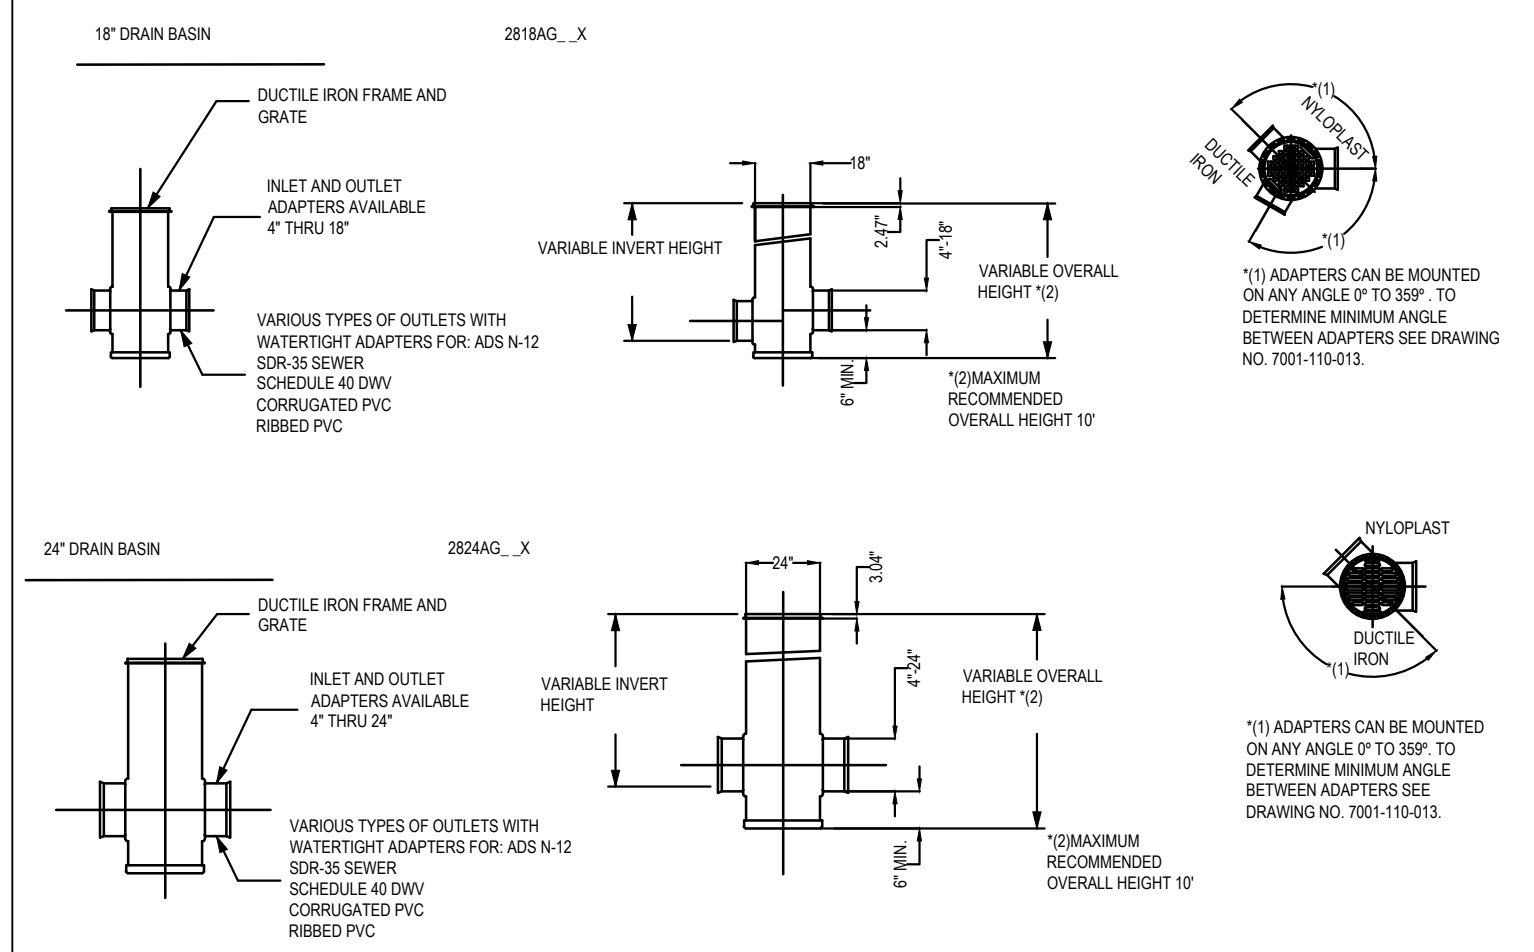 18" DRAIN BASIN
2818AG_ _X
DUCTILE IRON FRAME AND
GRATE
INLET AND OUTLET
ADAPTERS AVAILABLE
4" THRU 18"
VARIOUS TYPES OF OUTLETS WITH
WATERTIGHT ADAPTERS FOR: ADS N-12
SDR-35 SEWER
SCHEDULE 40 DWV
CORRUGATED PVC
RIBBED PVC
18"
VARIABLE INVERT HEIGHT
2.47"
4"-18"
VARIABLE OVERALL
HEIGHT *(2)
6" MIN.
*(2)MAXIMUM
RECOMMENDED
OVERALL HEIGHT 10'
*(1)
NYLOPLAST
DUCTILE
IRON
*(1)
*(1) ADAPTERS CAN BE MOUNTED
ON ANY ANGLE 0º TO 359º . TO
DETERMINE MINIMUM ANGLE
BETWEEN ADAPTERS SEE DRAWING
NO. 7001-110-013.
24" DRAIN BASIN
2824AG_ _X
DUCTILE IRON FRAME AND
GRATE
INLET AND OUTLET
ADAPTERS AVAILABLE
4" THRU 24"
VARIOUS TYPES OF OUTLETS WITH
WATERTIGHT ADAPTERS FOR: ADS N-12
SDR-35 SEWER
SCHEDULE 40 DWV
CORRUGATED PVC
RIBBED PVC
24"
3.04"
VARIABLE INVERT
HEIGHT
4"-24"
VARIABLE OVERALL
HEIGHT *(2)
6" MIN.
*(2)MAXIMUM
RECOMMENDED
OVERALL HEIGHT 10'
NYLOPLAST
DUCTILE
IRON
*(1)
*(1) ADAPTERS CAN BE MOUNTED
ON ANY ANGLE 0º TO 359º. TO
DETERMINE MINIMUM ANGLE
BETWEEN ADAPTERS SEE
DRAWING NO. 7001-110-013.